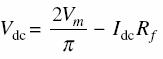 V_dc = 2V_m / π − I_dc R_f